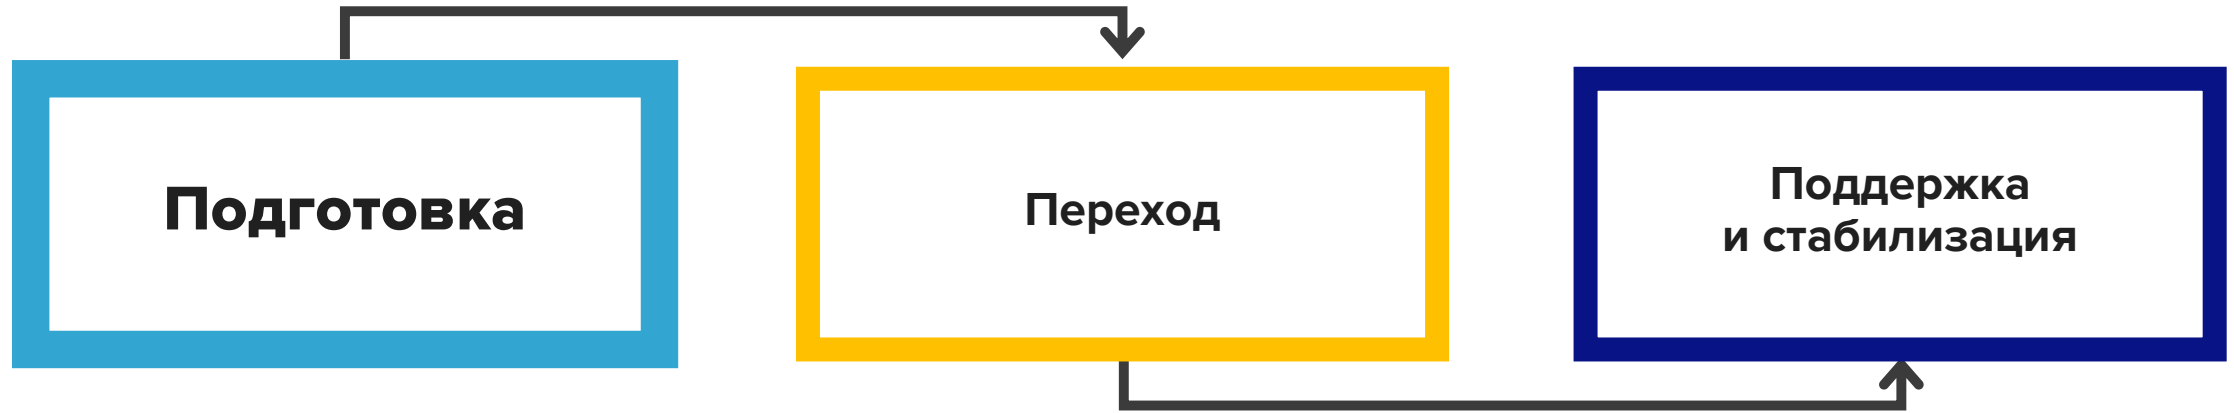 Подготовка
Переход
Поддержка
и стабилизация